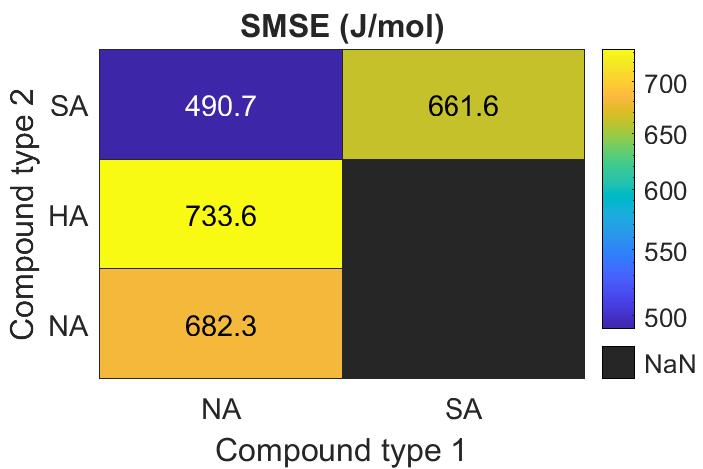 SMSE (J/mol)
Compound type 2
SA
490.7
661.6
HA
733.6
NA
682.3
NA
SA
Compound type 1
700
650
600
550
500
NaN